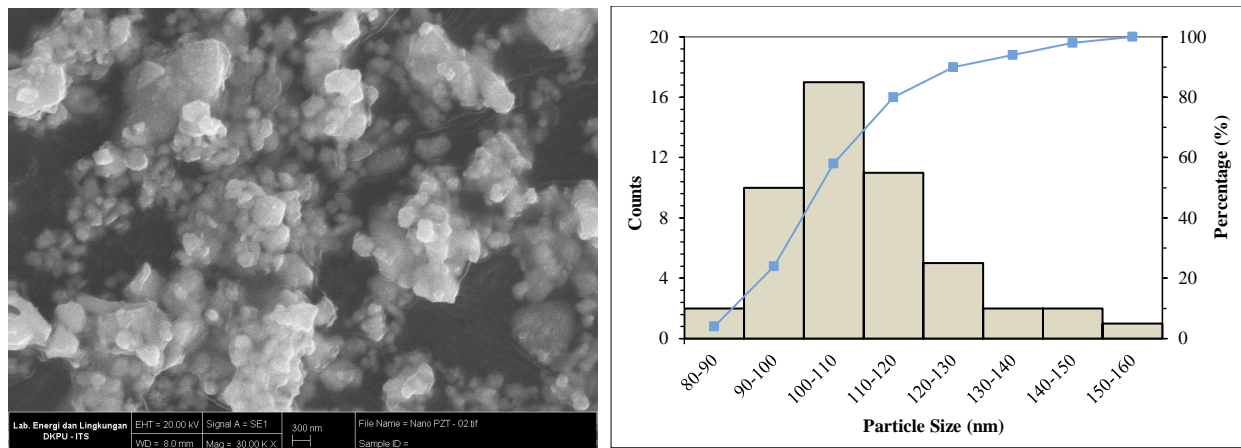 Lab. Energi dan Lingkungan
DKPU - ITS
EHT = 20.00 kV
WD = 8.0 mm
Signal A = SE1
Mag = 30.00 K X
300 nm
File Name = Nano PZT - 02.tif
Sample ID =
20
16
12
8
4
0
Counts
100
80
60
40
20
0
Percentage (%)
80-90
90-100
100-110
110-120
120-130
130-140
140-150
150-160
Particle Size (nm)